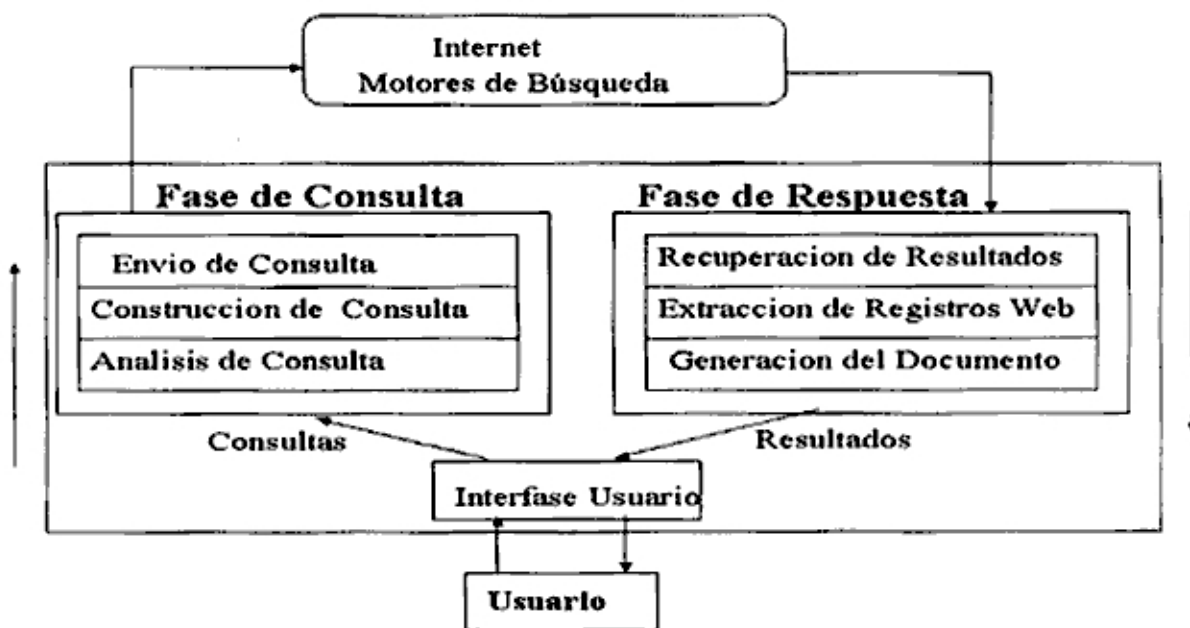 Internet
Motores de Búsqueda
Fase de Consulta
Envio de Consulta
Construccion de Consulta
Análisis de Consulta
Fase de Respuesta
Recuperacion de Resultados
Extraccion de Registros Web
Generacion del Documento
Consultas
Resultados
Interfase Usuario
Usuario